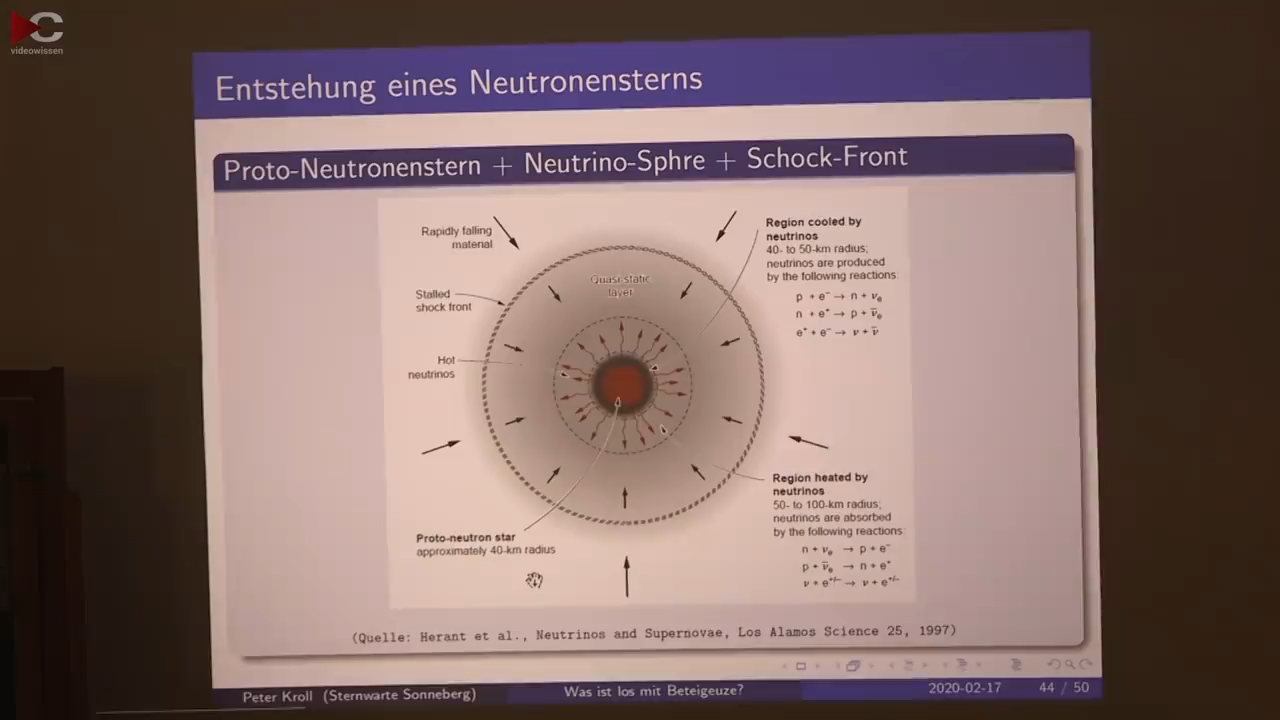 videowissen
Entstehung eines Neutronensterns
Proto-Neutronenstern + Neutrino-Sphre + Schock-Front
Rapidly falling
material
Stalled
shock front
Hot
neutrinos
Quasi-static
layer
Region cooled by
neutrinos
40- to 50-km radius;
neutrinos are produced
by the following reactions:
p + e⁻ → n + νₑ
n + e⁺ → p + ν̄ₑ
e⁺ + e⁻ → ν + ν̄
Region heated by
neutrinos
50- to 100-km radius;
neutrinos are absorbed
by the following reactions:
n + νₑ → p + e⁻
p + ν̄ₑ → n + e⁺
ν + e⁺/⁻ → ν + e⁺/⁻
Proto-neutron star
approximately 40-km radius
(Quelle: Herant et al., Neutrinos and Supernovae, Los Alamos Science 25, 1997)
Peter Kroll (Sternwarte Sonneberg) Was ist los mit Beteigeuze? 2020-02-17 44 / 50